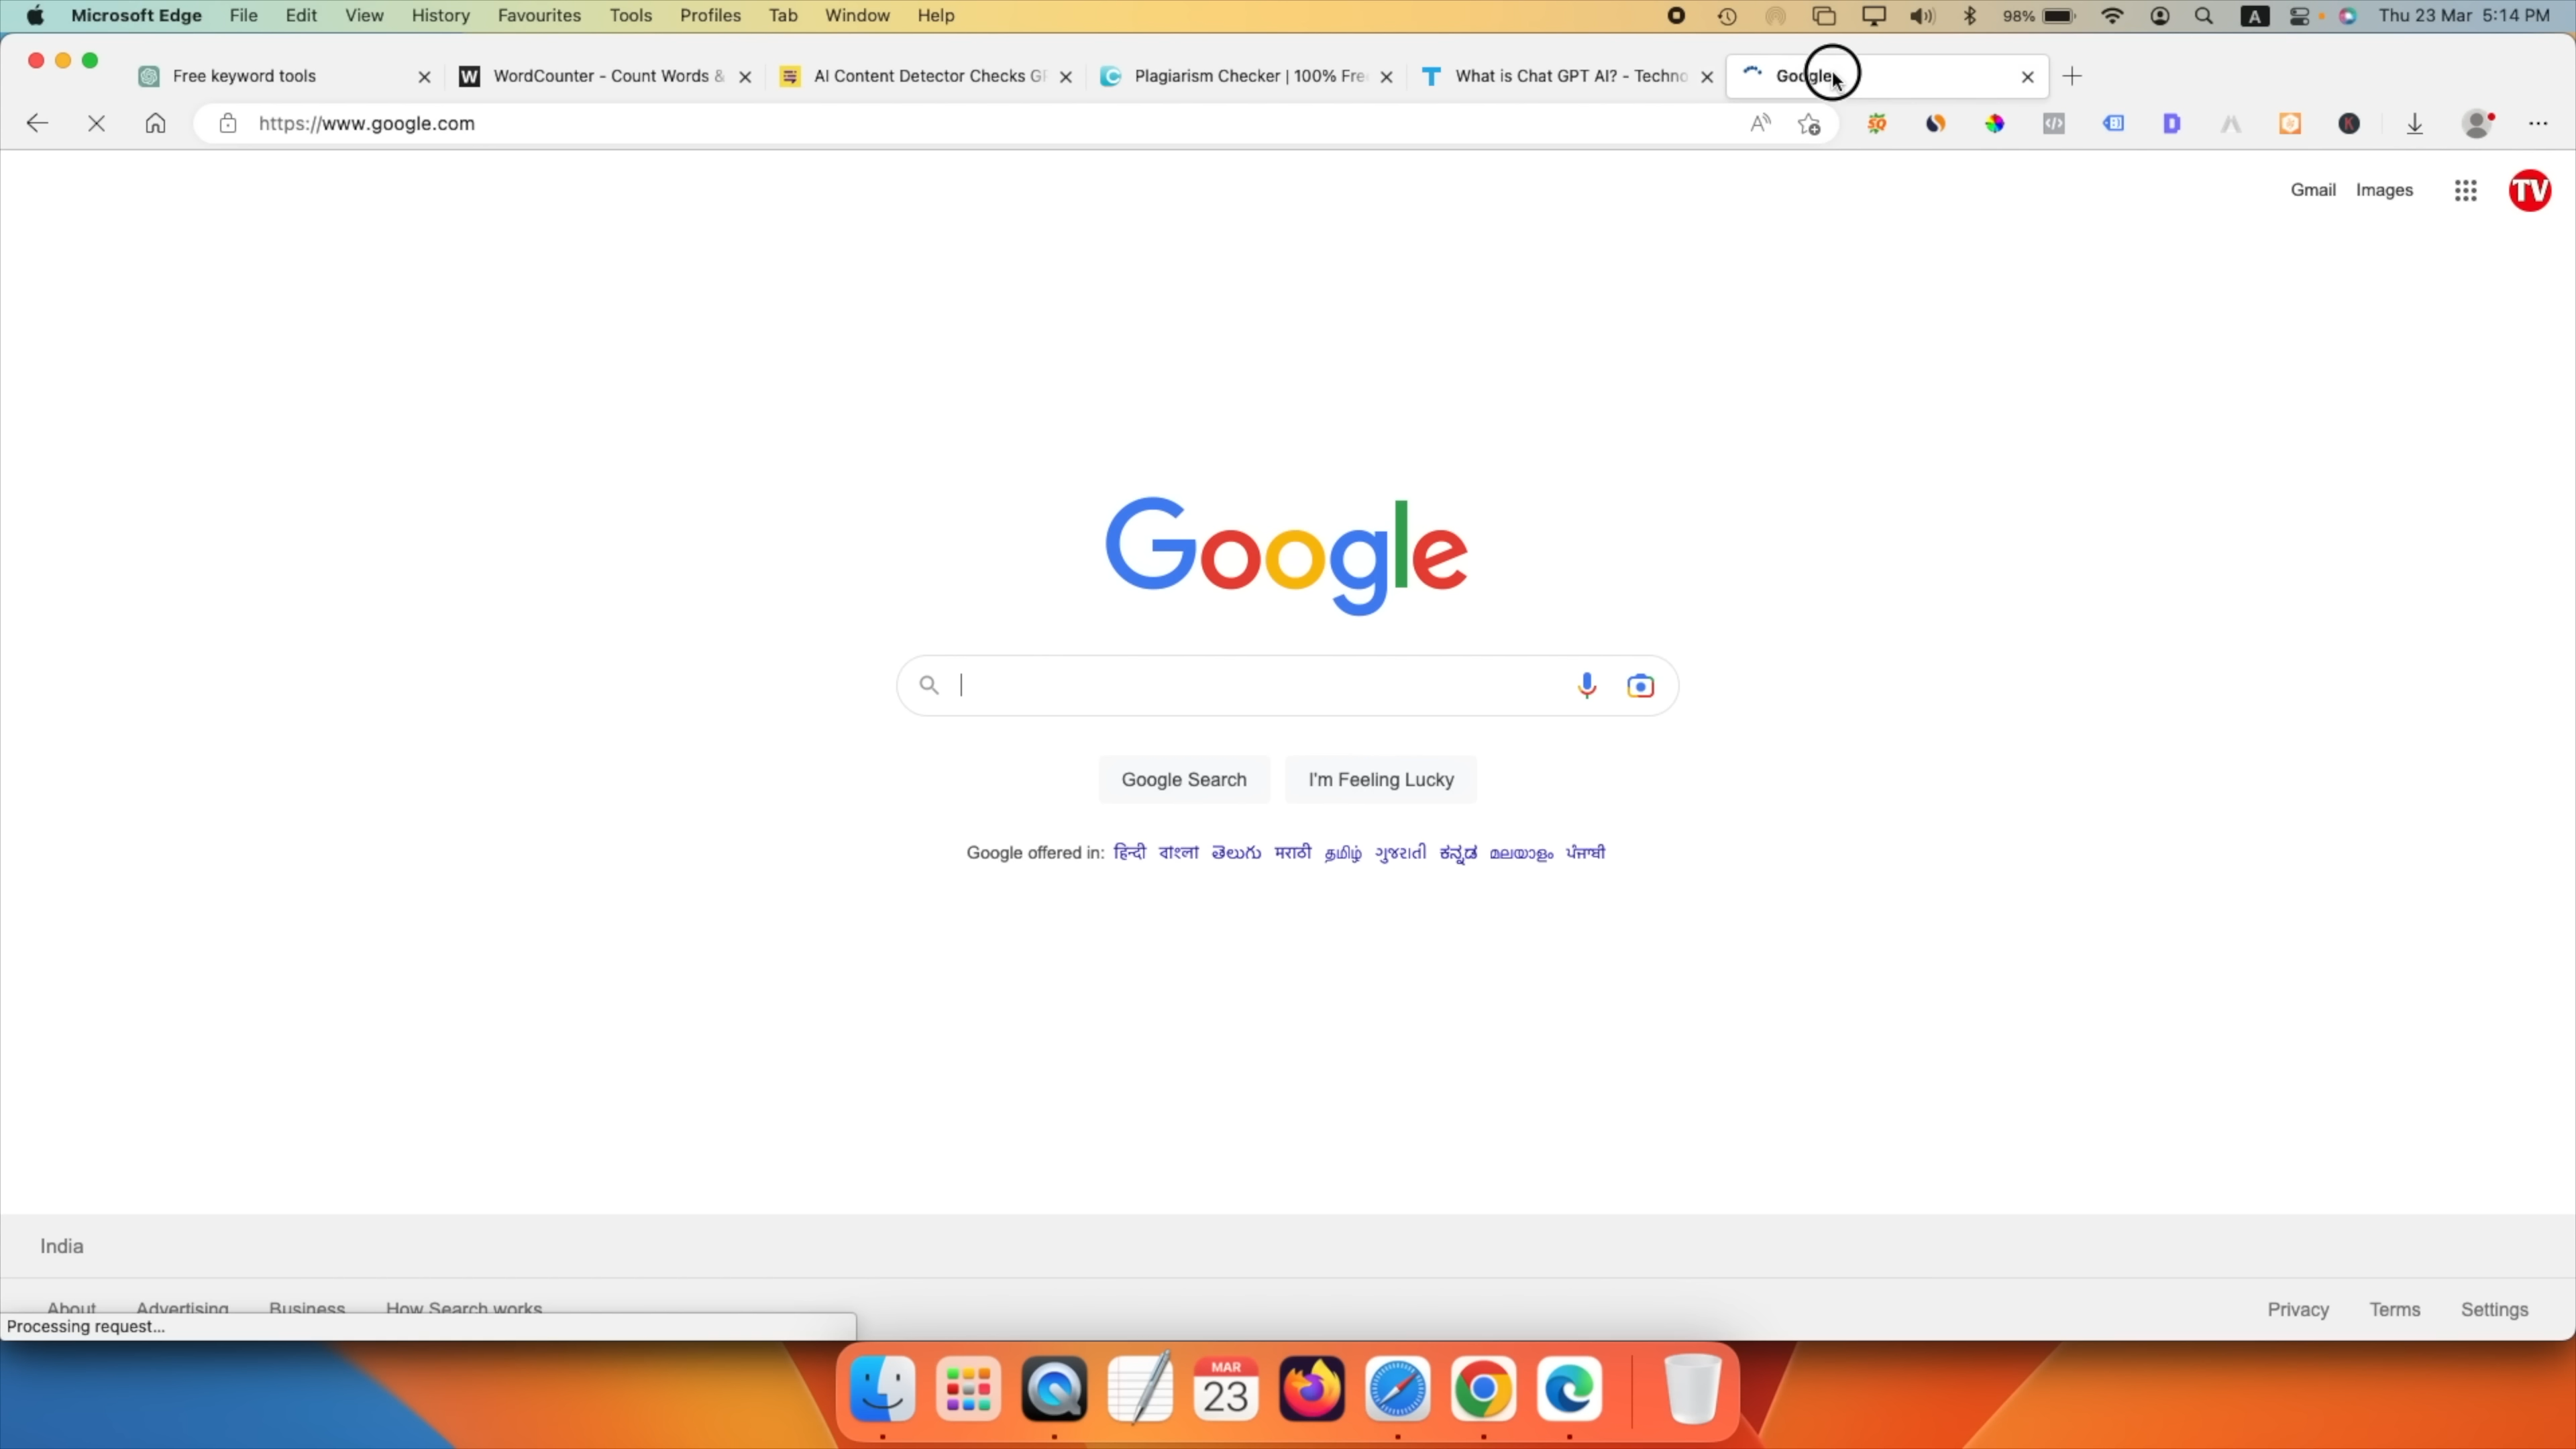 Microsoft Edge File Edit View History Favourites Tools Profiles Tab Window Help 98% A Thu 23 Mar 5:14 PM
Free keyword tools W WordCounter - Count Words & AI Content Detector Checks GP Plagiarism Checker | 100% Fre T What is Chat GPT AI? - Techno Google
https://www.google.com A SQ D K
Gmail Images TV
Google
Google Search I'm Feeling Lucky
Google offered in: हिन्दी বাংলা తెలుగు मराठी தமிழ் ગુજરાતી ಕನ್ನಡ മലയാളം ਪੰਜਾਬੀ
India
About Advertising Business How Search works Privacy Terms Settings
Processing request...
MAR
23